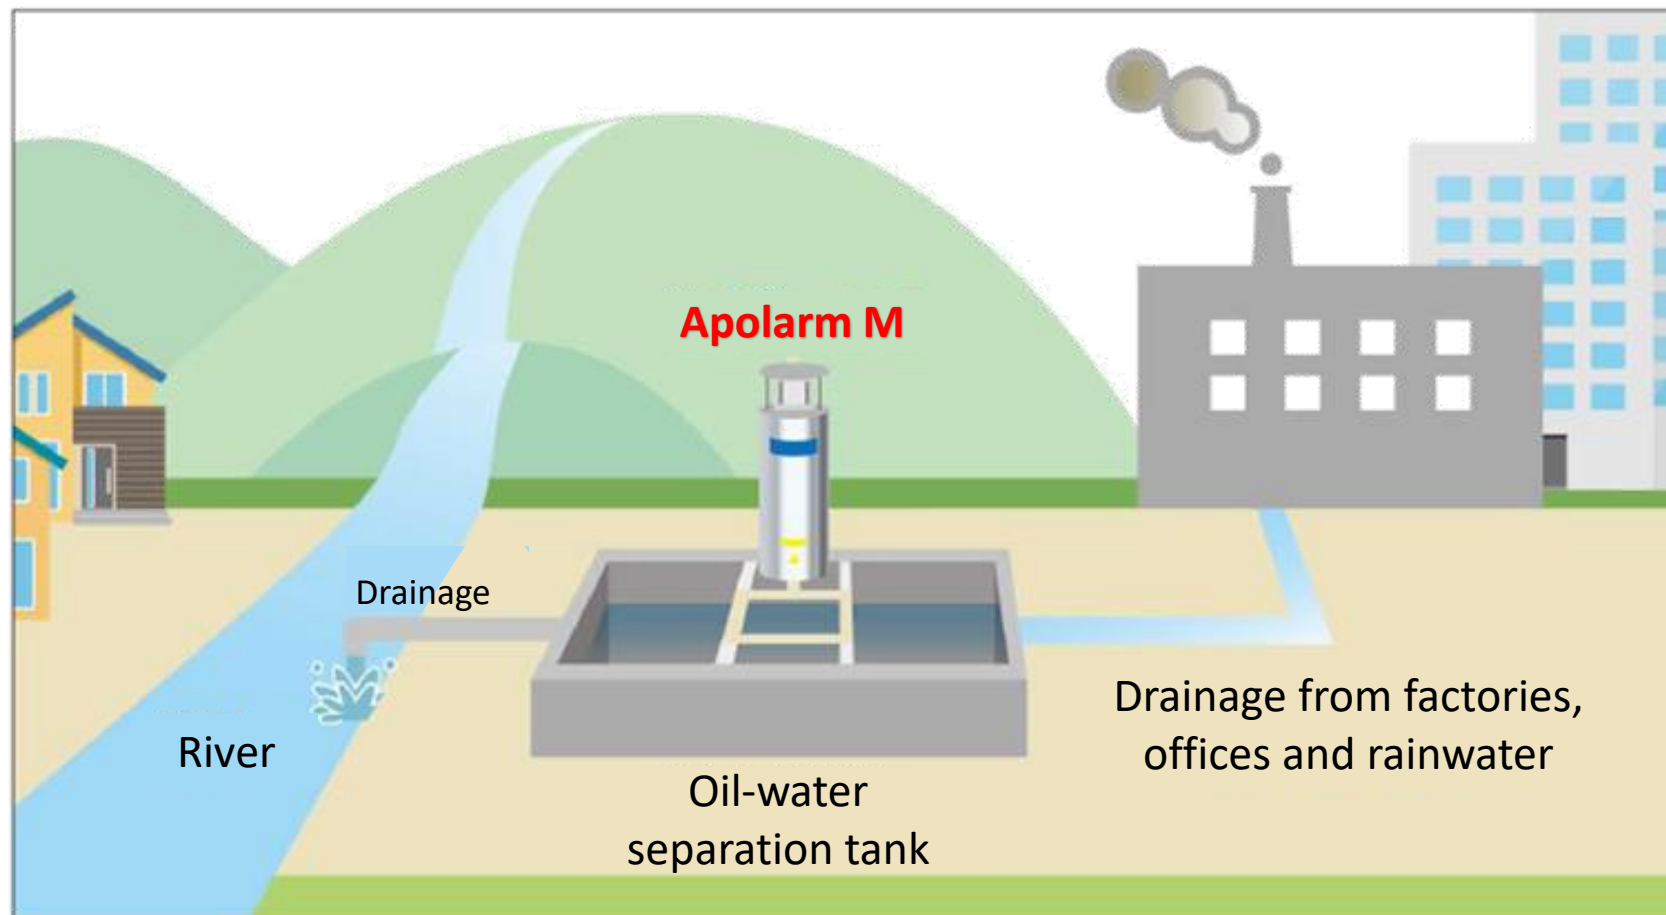 Apolarm M
Drainage
River
Oil-water
separation tank
Drainage from factories,
offices and rainwater